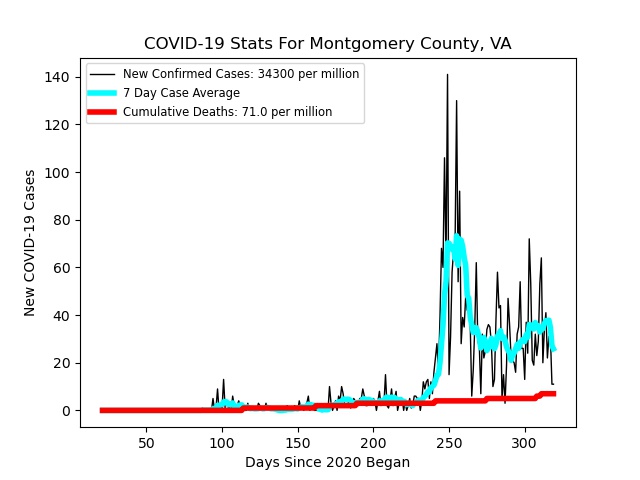 COVID-19 Stats For Montgomery County, VA
New Confirmed Cases: 34300 per million
7 Day Case Average
Cumulative Deaths: 71.0 per million
New COVID-19 Cases
140
120
100
80
60
40
20
0
50
100
150
200
250
300
Days Since 2020 Began